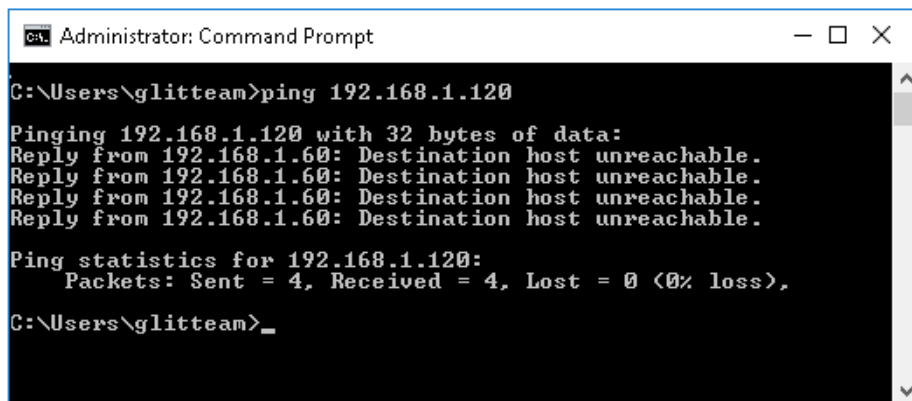 Administrator: Command Prompt
C:\Users\glitteam>ping 192.168.1.120
Pinging 192.168.1.120 with 32 bytes of data:
Reply from 192.168.1.60: Destination host unreachable.
Reply from 192.168.1.60: Destination host unreachable.
Reply from 192.168.1.60: Destination host unreachable.
Reply from 192.168.1.60: Destination host unreachable.
Ping statistics for 192.168.1.120:
    Packets: Sent = 4, Received = 4, Lost = 0 (0% loss),
C:\Users\glitteam>_